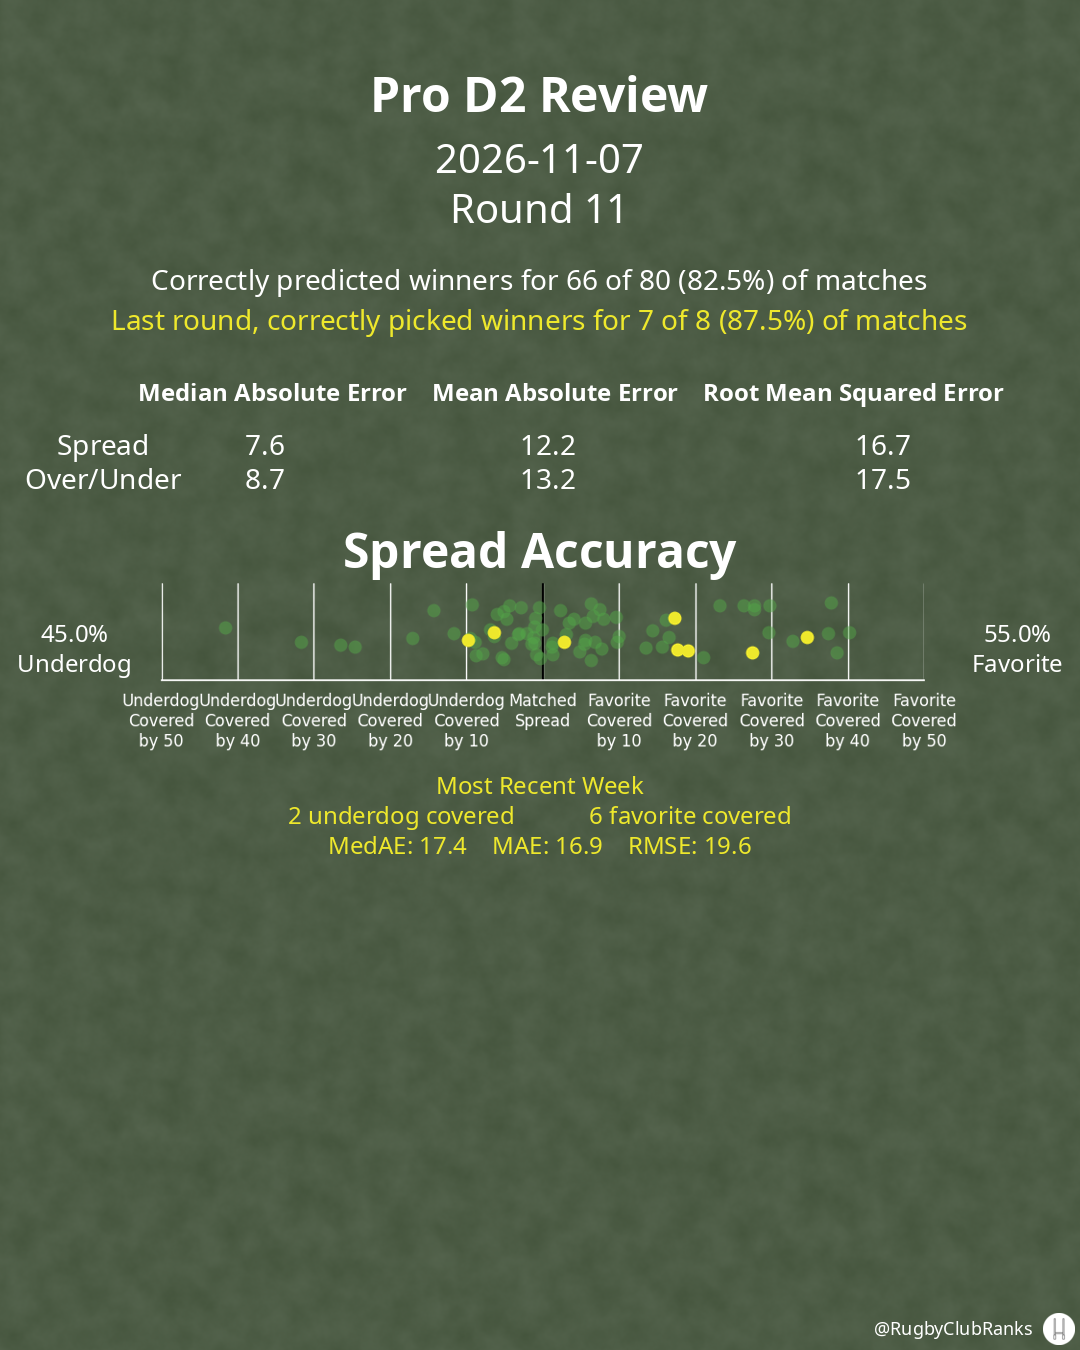 Pro D2 Review
2026-11-07
Round 11
Correctly predicted winners for 66 of 80 (82.5%) of matches
Last round, correctly picked winners for 7 of 8 (87.5%) of matches
Median Absolute Error Mean Absolute Error Root Mean Squared Error
Spread 7.6 12.2 16.7
Over/Under 8.7 13.2 17.5
Spread Accuracy
45.0% 55.0%
Underdog Favorite
Underdog Underdog Underdog Underdog Underdog Matched Favorite Favorite Favorite Favorite Favorite
Covered Covered Covered Covered Covered Spread Covered Covered Covered Covered Covered
by 50 by 40 by 30 by 20 by 10 by 10 by 20 by 30 by 40 by 50
Most Recent Week
2 underdog covered 6 favorite covered
MedAE: 17.4 MAE: 16.9 RMSE: 19.6
@RugbyClubRanks